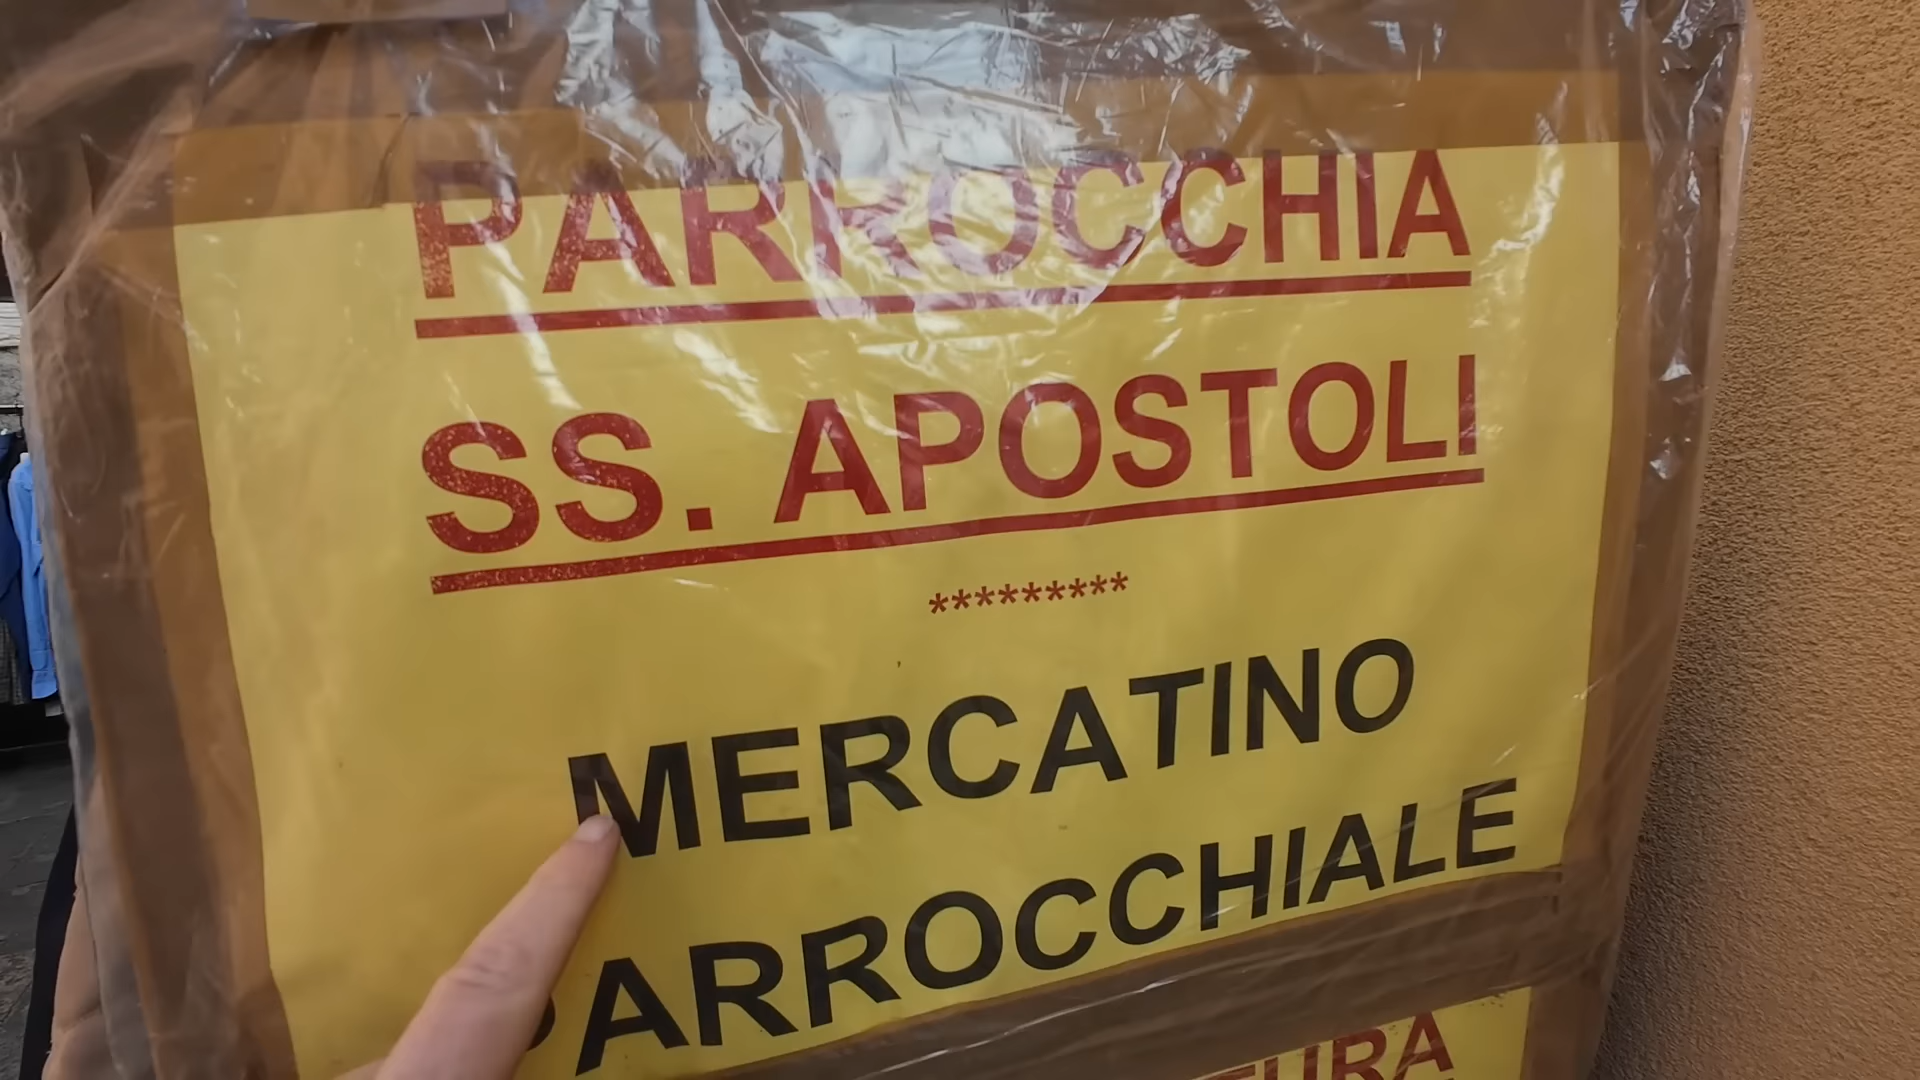 PARROCCHIA
SS. APOSTOLI
*********
MERCATINO
PARROCCHIALE